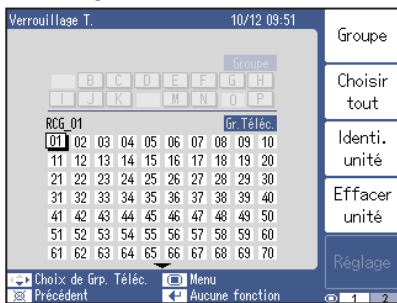 Verrouillage T. 10/12 09:51
Groupe
Groupe
B C D E F G H
I J K M N O P
Choisir tout
RCG_01 Gr.Téléc.
01 02 03 04 05 06 07 08 09 10
Identi. unité
11 12 13 14 15 16 17 18 19 20
21 22 23 24 25 26 27 28 29 30
31 32 33 34 35 36 37 38 39 40
Effacer unité
41 42 43 44 45 46 47 48 49 50
51 52 53 54 55 56 57 58 59 60
61 62 63 64 65 66 67 68 69 70
Réglage
Choix de Grp. Téléc. Menu
Précédent Aucune fonction
1 2